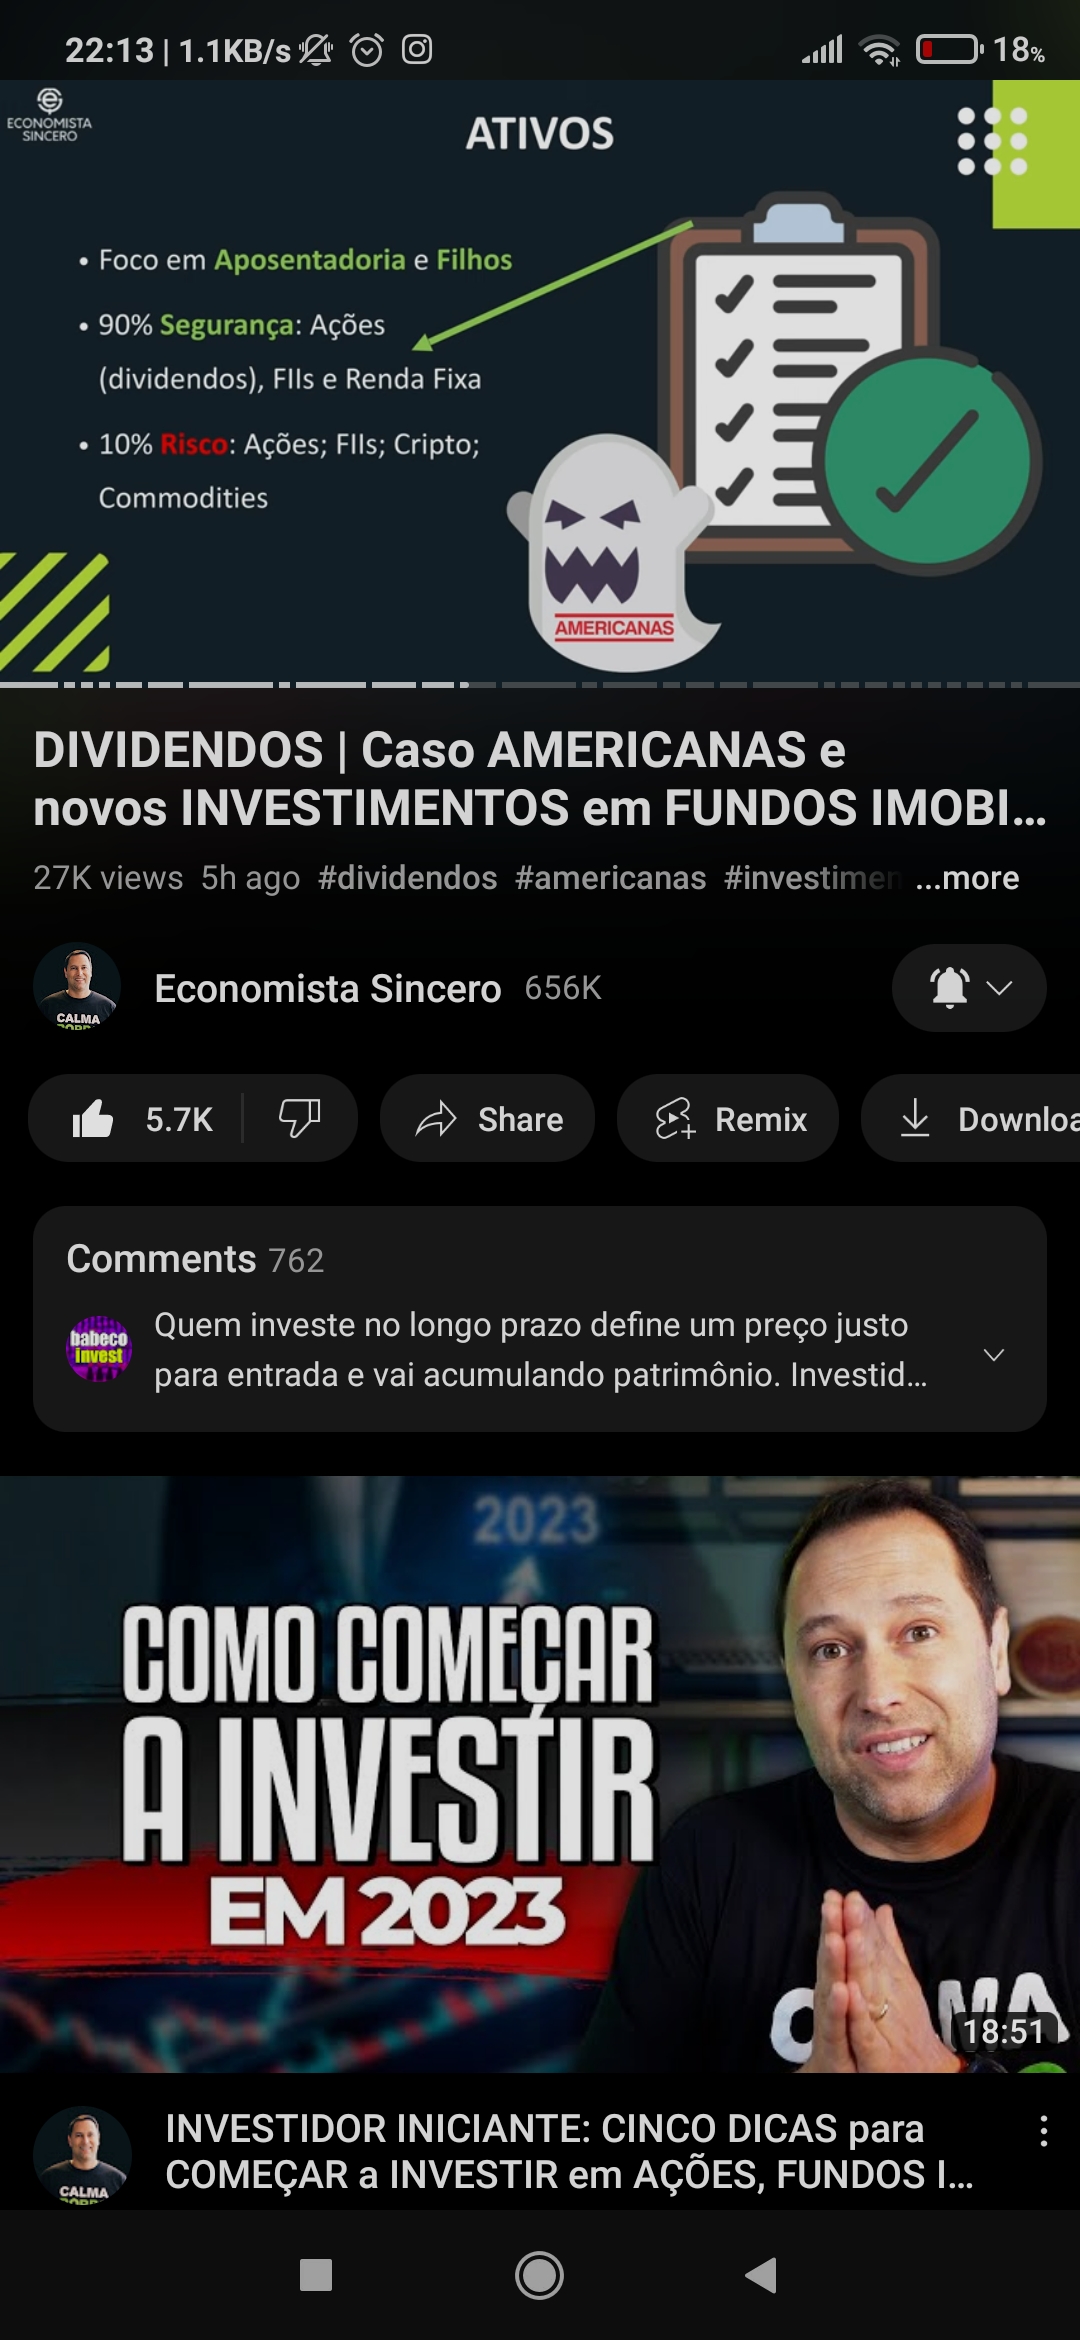 22:13 | 1.1KB/s
18%
ECONOMISTA
SINCERO
ATIVOS
• Foco em Aposentadoria e Filhos
• 90% Segurança: Ações
(dividendos), FIIs e Renda Fixa
• 10% Risco: Ações; FIIs; Cripto;
Commodities
AMERICANAS
DIVIDENDOS | Caso AMERICANAS e
novos INVESTIMENTOS em FUNDOS IMOBI...
27K views 5h ago #dividendos #americanas #investimen ...more
Economista Sincero 656K
CALMA
5.7K
Share
Remix
Downloa
Comments 762
babeco
invest
Quem investe no longo prazo define um preço justo
para entrada e vai acumulando patrimônio. Investid...
2023
COMO COMEÇAR
A INVESTIR
EM 2023
18:51
INVESTIDOR INICIANTE: CINCO DICAS para
COMEÇAR a INVESTIR em AÇÕES, FUNDOS I...
CALMA